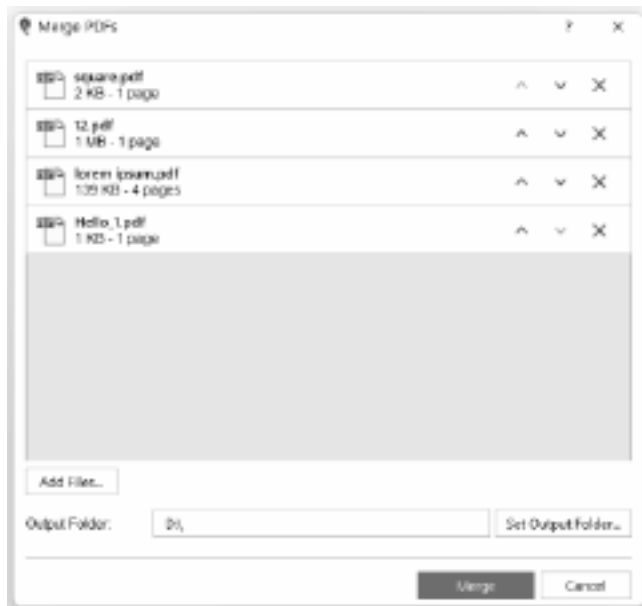 Merge PDFs
square.pdf
2 KB - 1 page
12.pdf
1 MB - 1 page
lorem ipsum.pdf
139 KB - 4 pages
Hello_1.pdf
1 KB - 1 page
Add Files...
Output Folder: D:\ Set Output Folder...
Merge Cancel